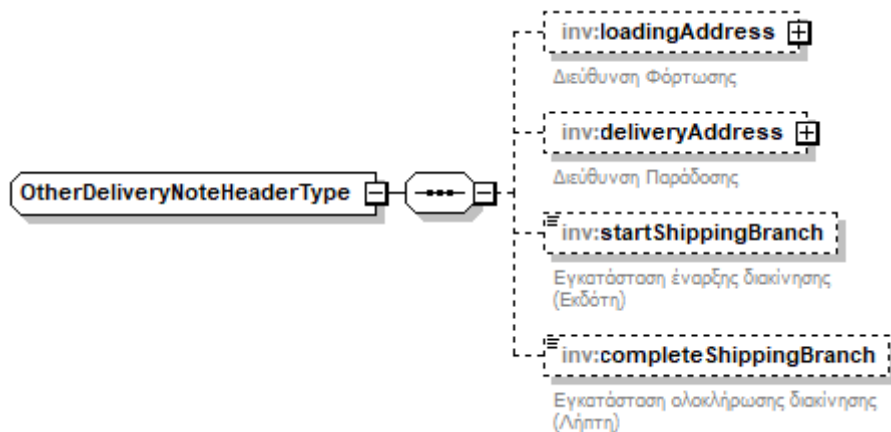 inv:loadingAddress
Διεύθυνση Φόρτωσης
inv:deliveryAddress
Διεύθυνση Παράδοσης
OtherDeliveryNoteHeaderType
inv:startShippingBranch
Εγκατάσταση έναρξης διακίνησης
(Εκδότη)
inv:completeShippingBranch
Εγκατάσταση ολοκλήρωσης διακίνησης
(Λήπτη)